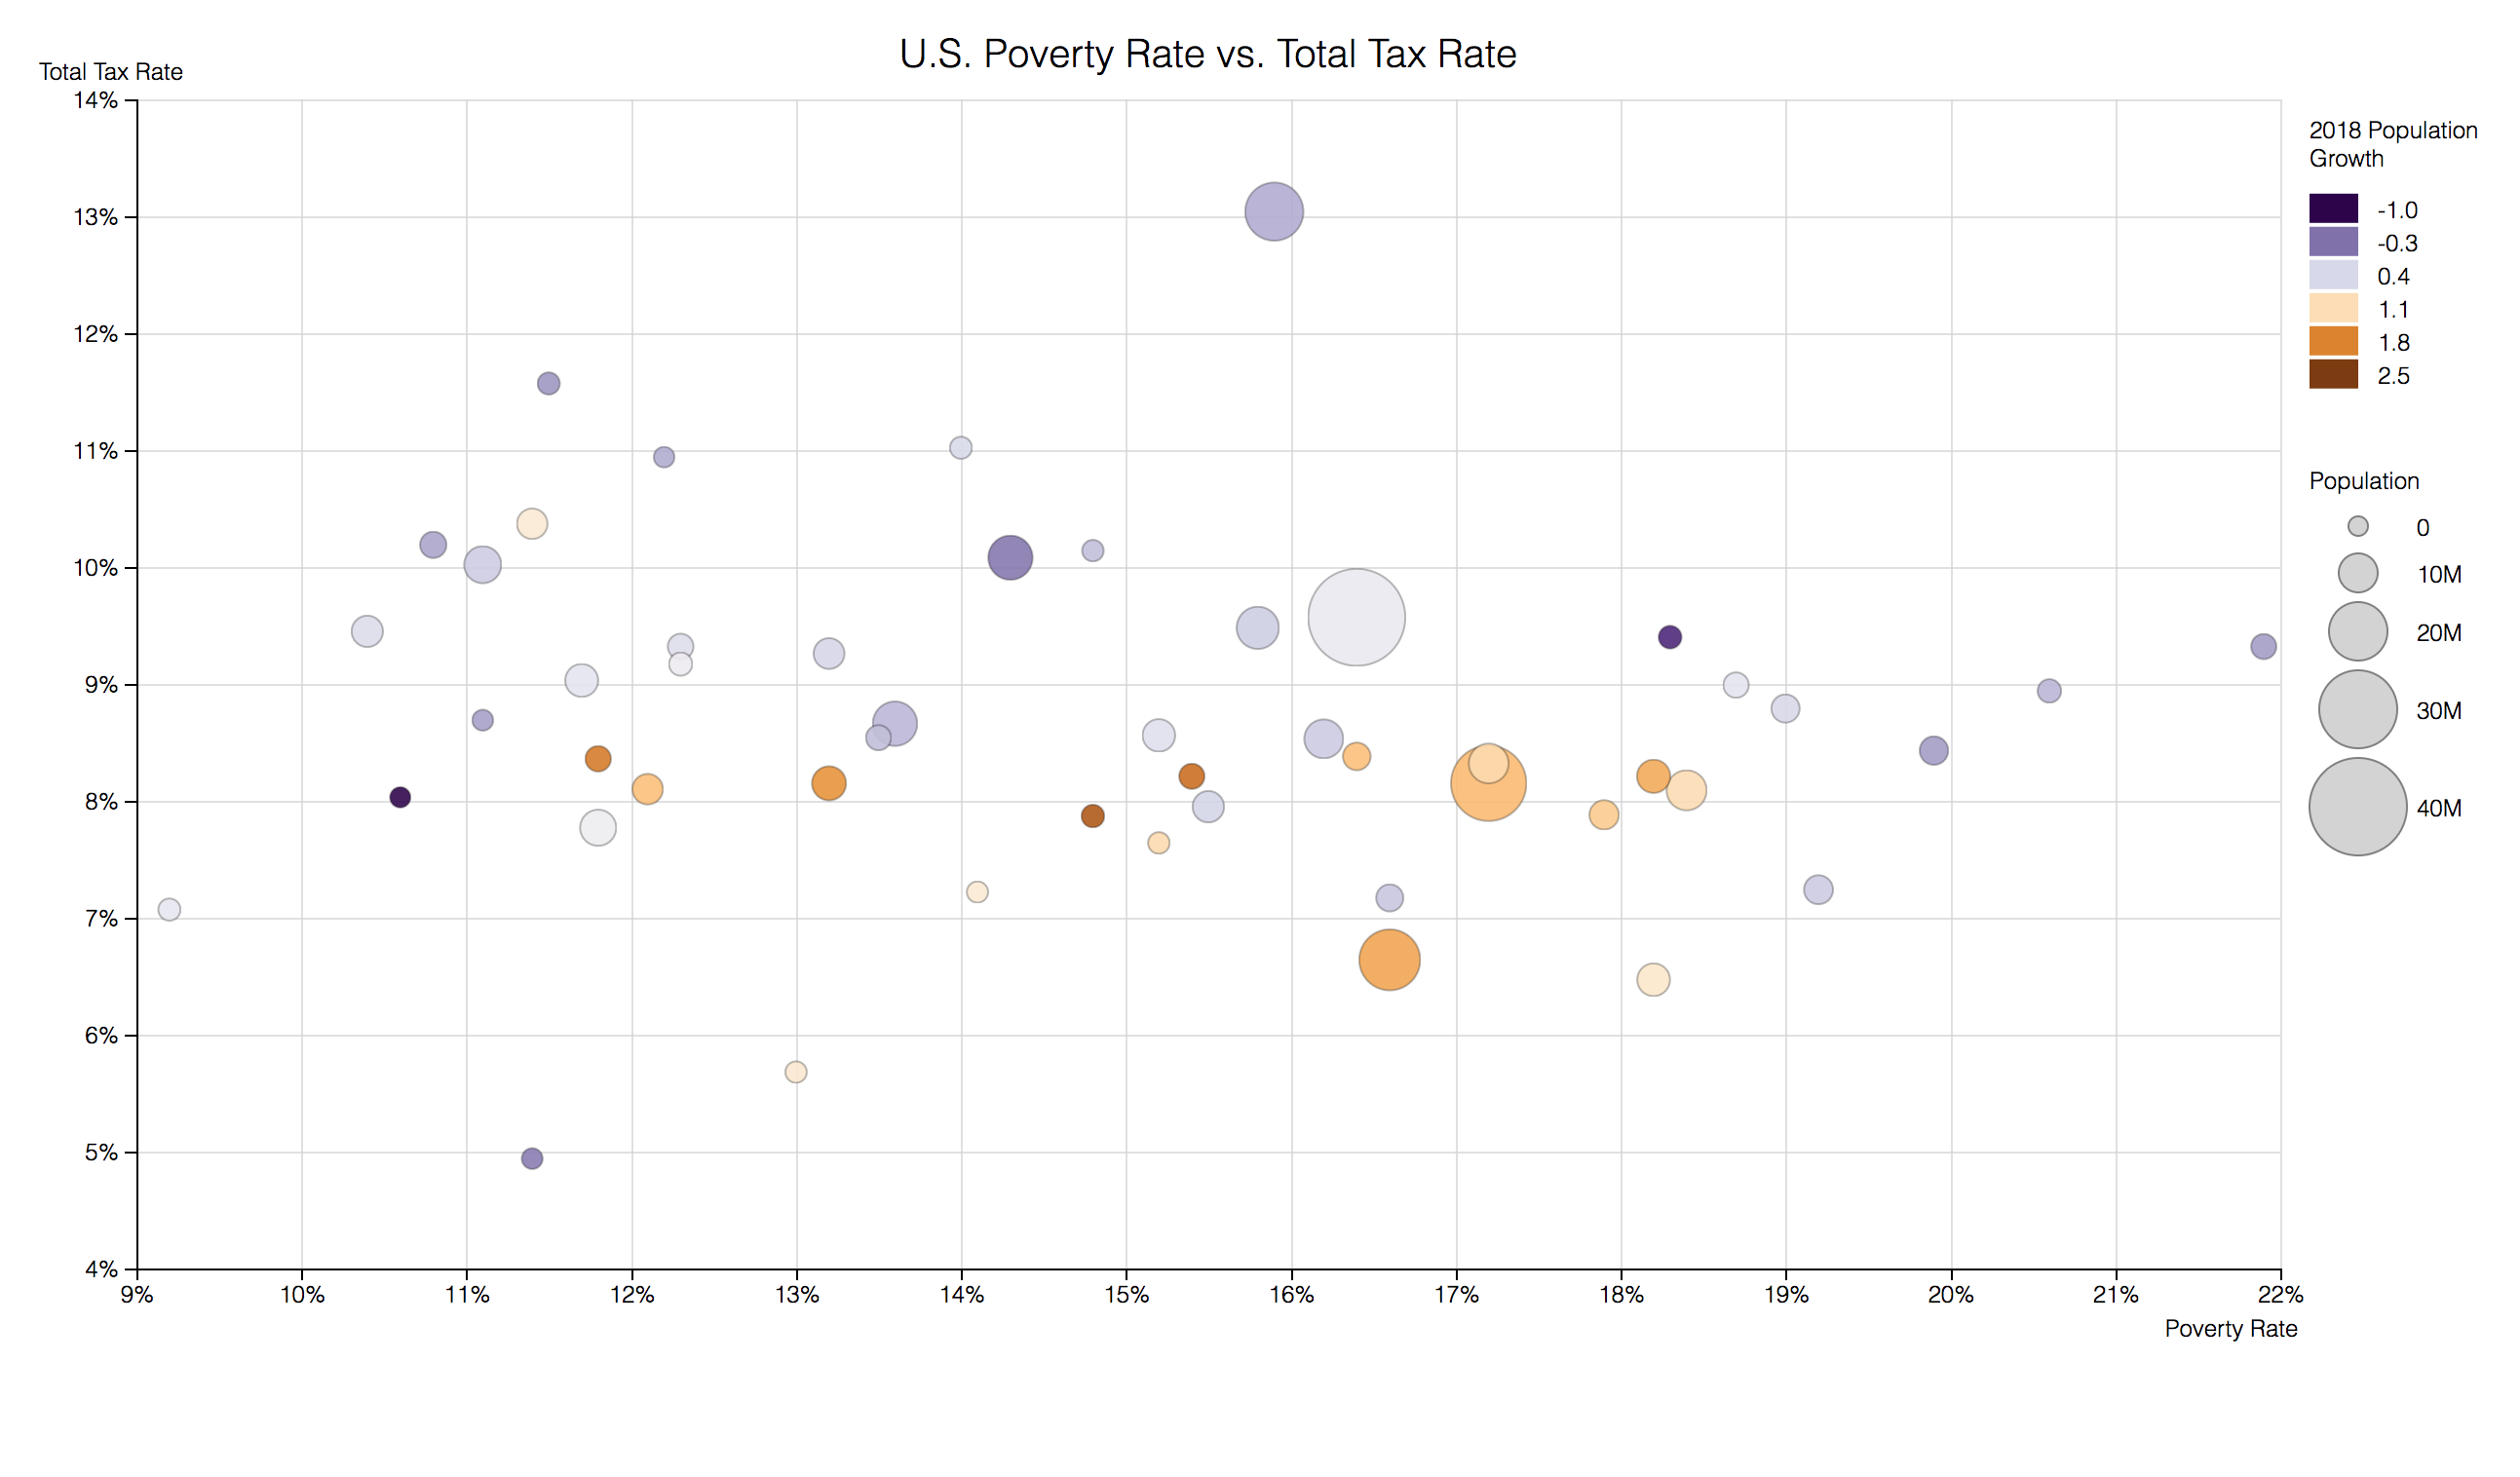 U.S. Poverty Rate vs. Total Tax Rate
Total Tax Rate
14%
13%
12%
11%
10%
9%
8%
7%
6%
5%
4%
9% 10% 11% 12% 13% 14% 15% 16% 17% 18% 19% 20% 21% 22%
Poverty Rate
2018 Population
Growth
-1.0
-0.3
0.4
1.1
1.8
2.5
Population
0
10M
20M
30M
40M